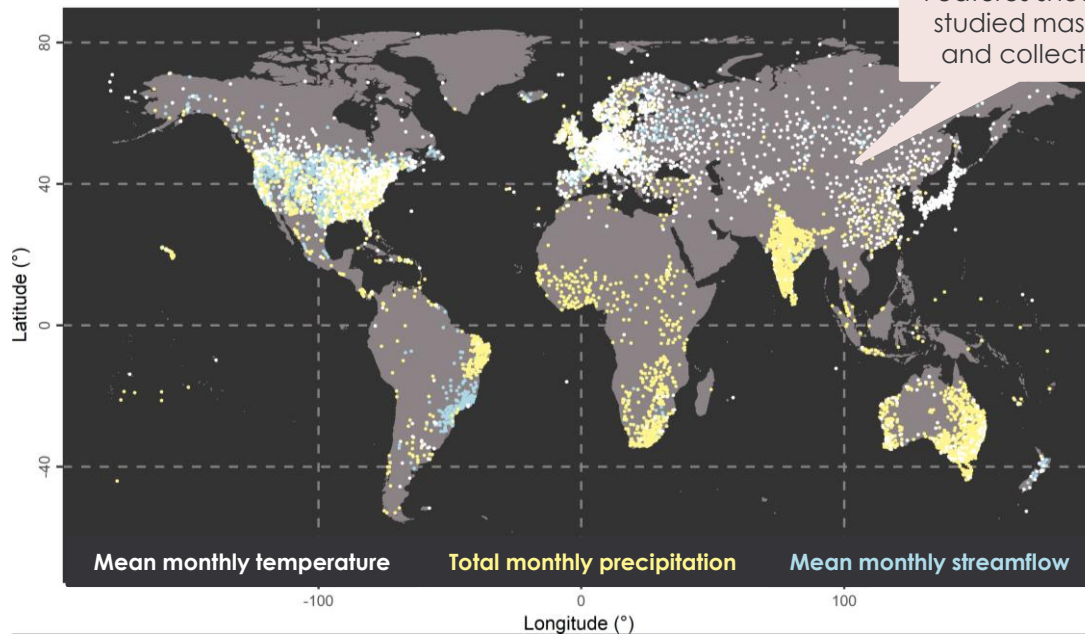 studied mas
and collect
80
40
0
-40
Latitude (°)
Mean monthly temperature Total monthly precipitation Mean monthly streamflow
-100 0 100
Longitude (°)